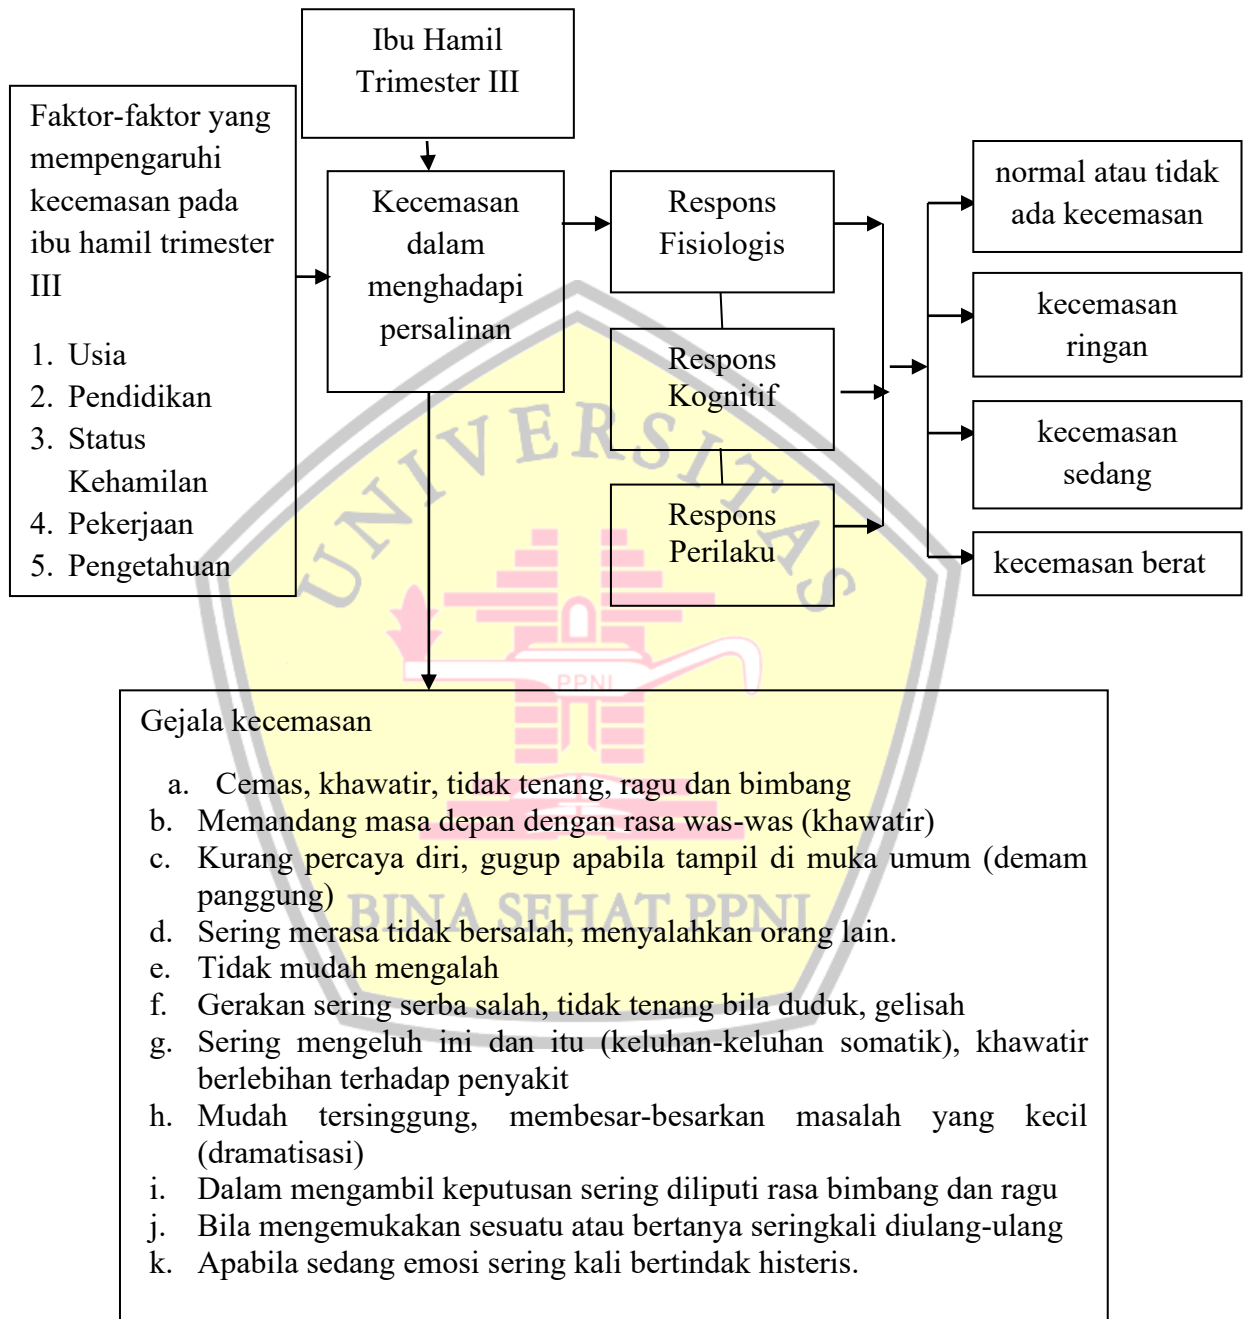 Ibu Hamil
Trimester III
Faktor-faktor yang
mempengaruhi
kecemasan pada
ibu hamil trimester
III
1. Usia
2. Pendidikan
3. Status
Kehamilan
4. Pekerjaan
5. Pengetahuan
Kecemasan
dalam
menghadapi
persalinan
Respons
Fisiologis
Respons
Kognitif
Respons
Perilaku
normal atau tidak
ada kecemasan
kecemasan
ringan
kecemasan
sedang
kecemasan berat
UNIVERSITAS
PPNI
BINA SEHAT PPNI
Gejala kecemasan
a. Cemas, khawatir, tidak tenang, ragu dan bimbang
b. Memandang masa depan dengan rasa was-was (khawatir)
c. Kurang percaya diri, gugup apabila tampil di muka umum (demam
panggung)
d. Sering merasa tidak bersalah, menyalahkan orang lain.
e. Tidak mudah mengalah
f. Gerakan sering serba salah, tidak tenang bila duduk, gelisah
g. Sering mengeluh ini dan itu (keluhan-keluhan somatik), khawatir
berlebihan terhadap penyakit
h. Mudah tersinggung, membesar-besarkan masalah yang kecil
(dramatisasi)
i. Dalam mengambil keputusan sering diliputi rasa bimbang dan ragu
j. Bila mengemukakan sesuatu atau bertanya seringkali diulang-ulang
k. Apabila sedang emosi sering kali bertindak histeris.